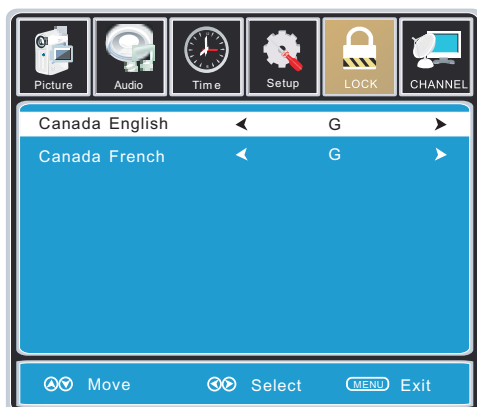 Picture Audio Time Setup LOCK CHANNEL
Canada English G
Canada French G
Move Select MENU Exit